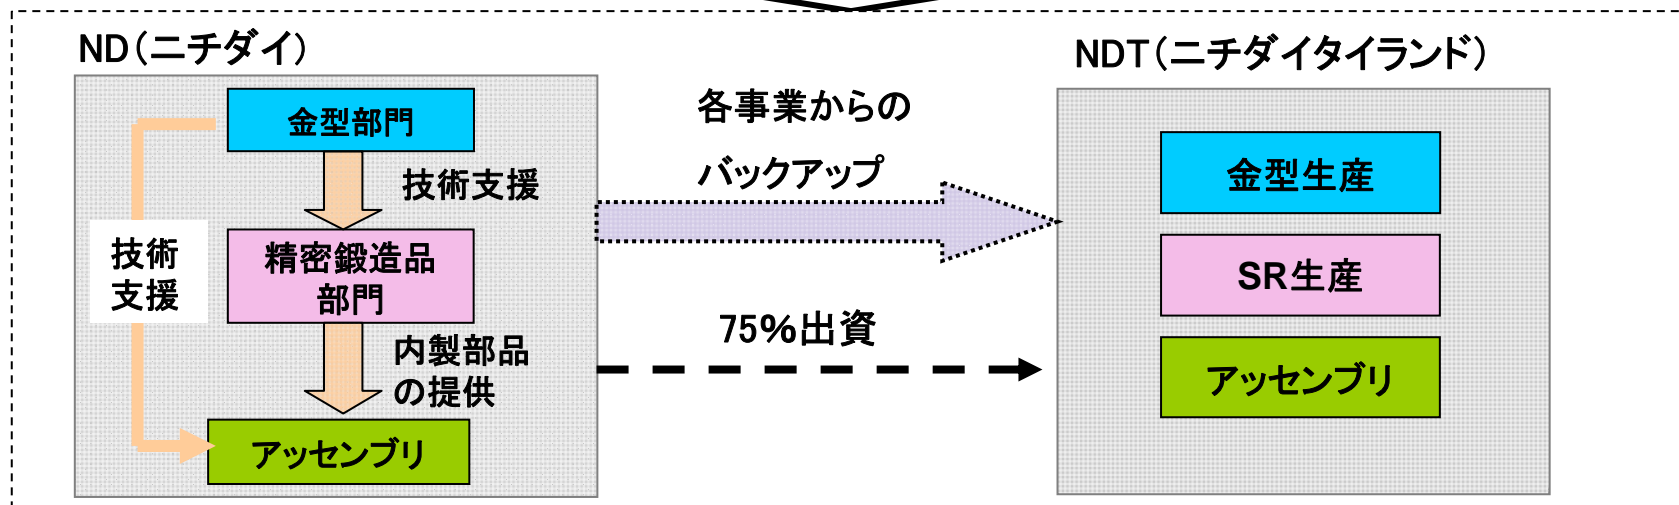 ND（ニチダイ）
金型部門
技術支援
技術
支援
精密鍛造品
部門
内製部品
の提供
アッセンブリ
各事業からの
バックアップ
75%出資
NDT（ニチダイタイランド）
金型生産
SR生産
アッセンブリ